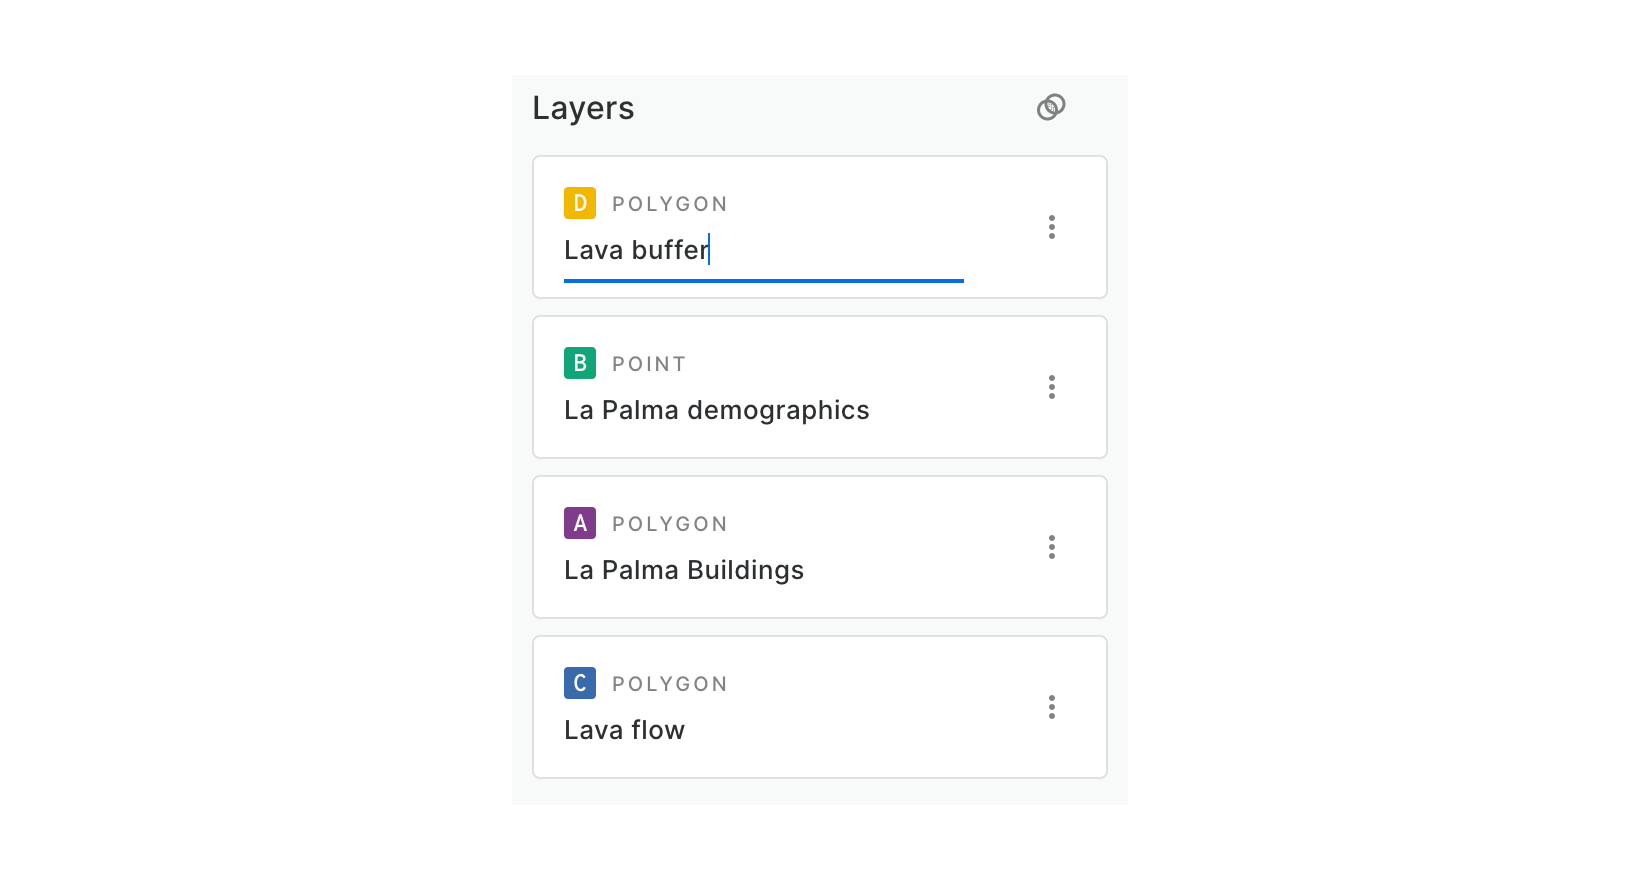 Layers
D POLYGON
Lava buffer
B POINT
La Palma demographics
A POLYGON
La Palma Buildings
C POLYGON
Lava flow